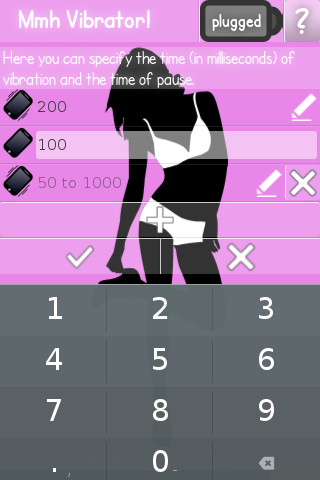 Mmh Vibrator!
plugged
?
Here you can specify the time (in milliseconds) of
vibration and the time of pause.
200
100
50 to 1000
1 2 3
4 5 6
7 8 9
. , 0 _